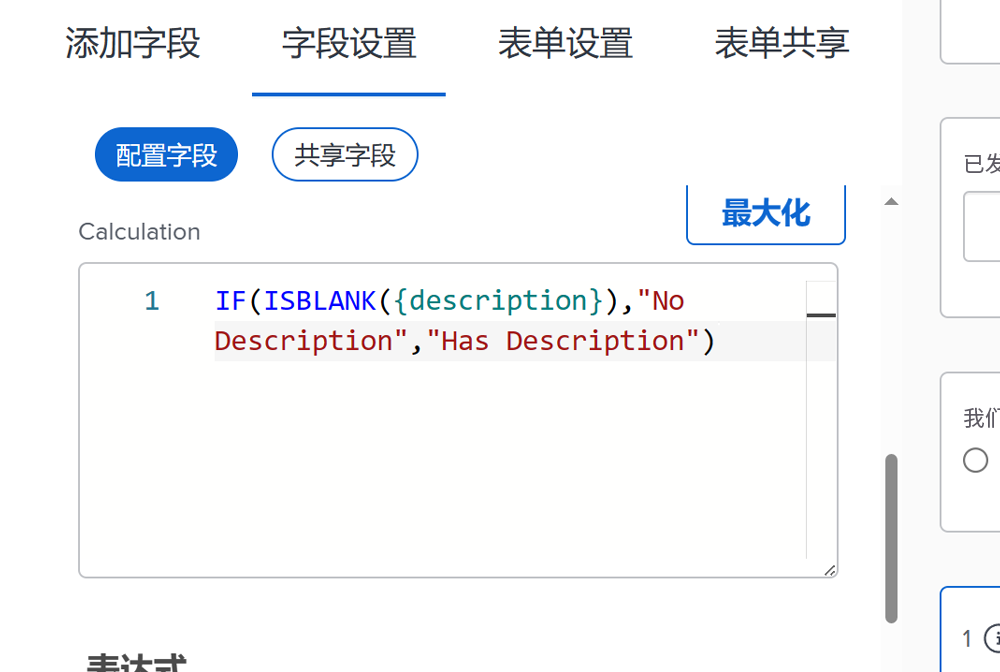 添加字段 字段设置 表单设置 表单共享
配置字段 共享字段
最大化
Calculation
1 IF(ISBLANK({description}),"No
Description","Has Description")
表达式
已发
我们
1